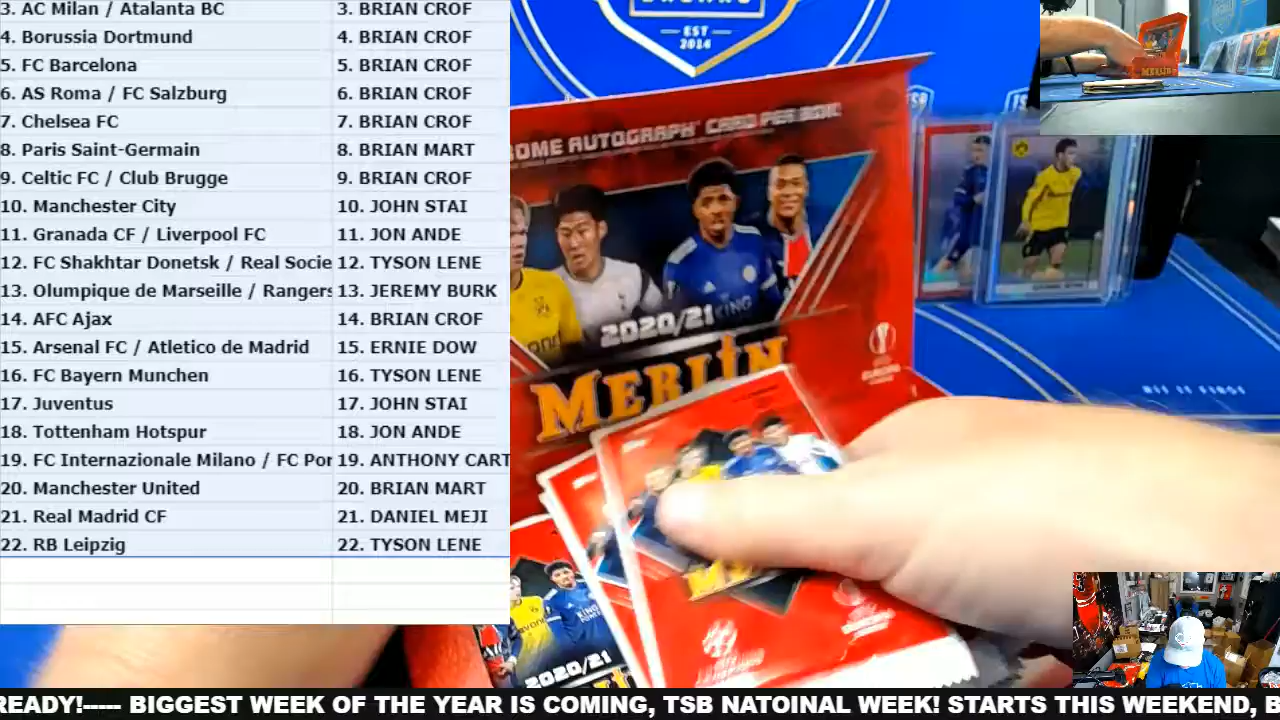 3. AC Milan / Atalanta BC 3. BRIAN CROF
4. Borussia Dortmund 4. BRIAN CROF
5. FC Barcelona 5. BRIAN CROF
6. AS Roma / FC Salzburg 6. BRIAN CROF
7. Chelsea FC 7. BRIAN CROF
8. Paris Saint-Germain 8. BRIAN MART
9. Celtic FC / Club Brugge 9. BRIAN CROF
10. Manchester City 10. JOHN STAI
11. Granada CF / Liverpool FC 11. JON ANDE
12. FC Shakhtar Donetsk / Real Socie 12. TYSON LENE
13. Olumpique de Marseille / Rangers 13. JEREMY BURK
14. AFC Ajax 14. BRIAN CROF
15. Arsenal FC / Atletico de Madrid 15. ERNIE DOW
16. FC Bayern Munchen 16. TYSON LENE
17. Juventus 17. JOHN STAI
18. Tottenham Hotspur 18. JON ANDE
19. FC Internazionale Milano / FC Por 19. ANTHONY CART
20. Manchester United 20. BRIAN MART
21. Real Madrid CF 21. DANIEL MEJI
22. RB Leipzig 22. TYSON LENE
EST
2014
OME AUTOGRAPH CARD PER BOX!
KING
2020/21
MERLIN
KING
POWER
2020/21
MERLIN
READY!----- BIGGEST WEEK OF THE YEAR IS COMING, TSB NATOINAL WEEK! STARTS THIS WEEKEND, B